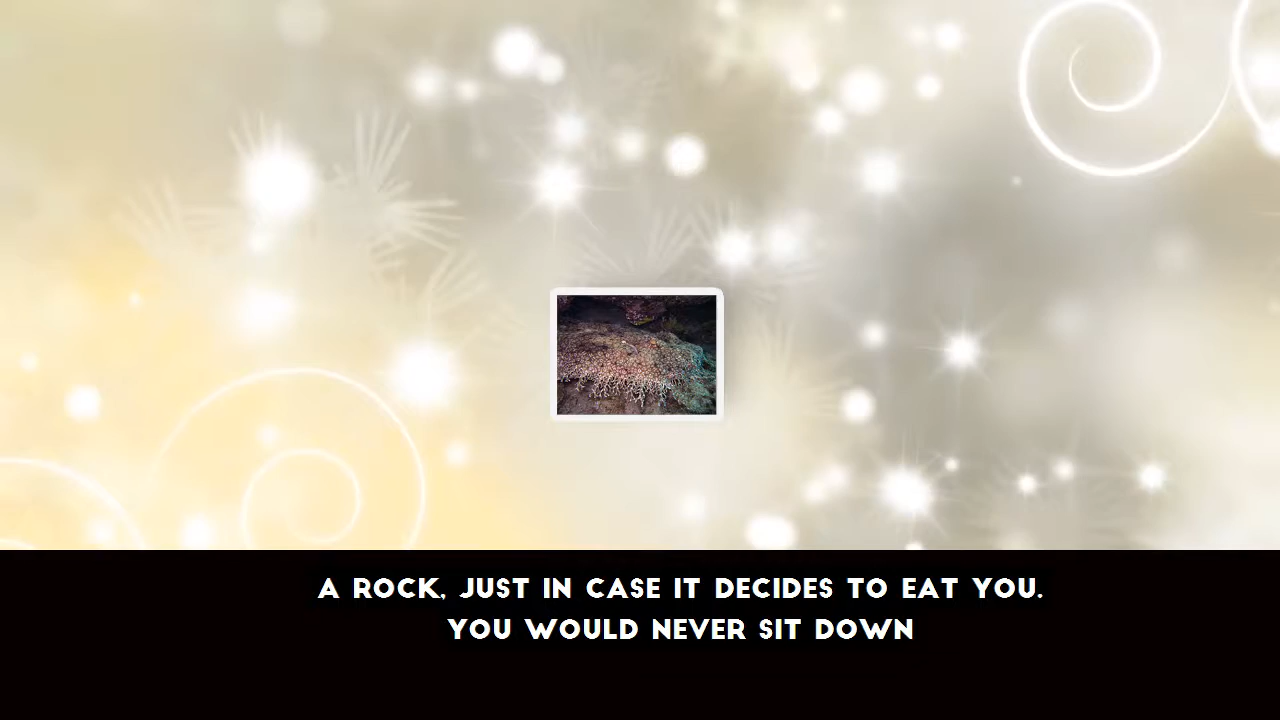 A ROCK, JUST IN CASE IT DECIDES TO EAT YOU.
YOU WOULD NEVER SIT DOWN